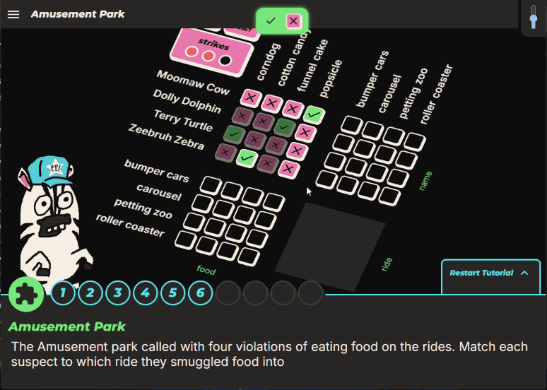 Amusement Park
strikes
corndog
cotton candy
funnel cake
popsicle
Moomaw Cow
Dolly Dolphin
Terry Turtle
Zeebruh Zebra
bumper cars
carousel
petting zoo
roller coaster
name
bumper cars
carousel
petting zoo
roller coaster
food
ride
Restart Tutorial
1 2 3 4 5 6
Amusement Park
The Amusement park called with four violations of eating food on the rides. Match each
suspect to which ride they smuggled food into